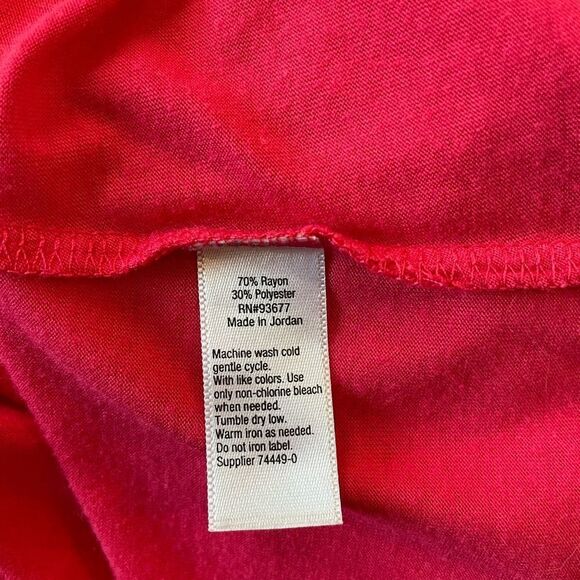 70% Rayon
30% Polyester
RN#93677
Made In Jordan
Machine wash cold
gentle cycle.
With like colors. Use
only non-chlorine bleach
when needed.
Tumble dry low.
Warm iron as needed.
Do not iron label.
Supplier 74449-0